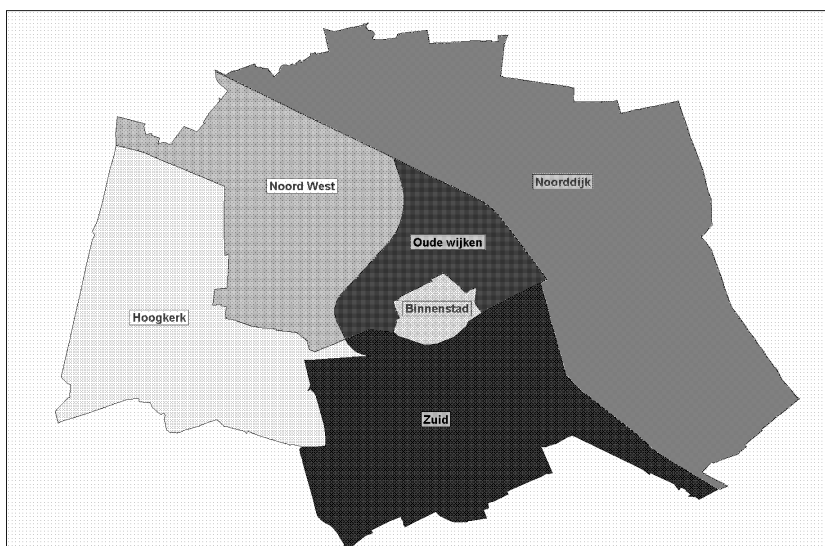 Noord West
Noorddijk
Oude wijken
Binnenstad
Hoogkerk
Zuid